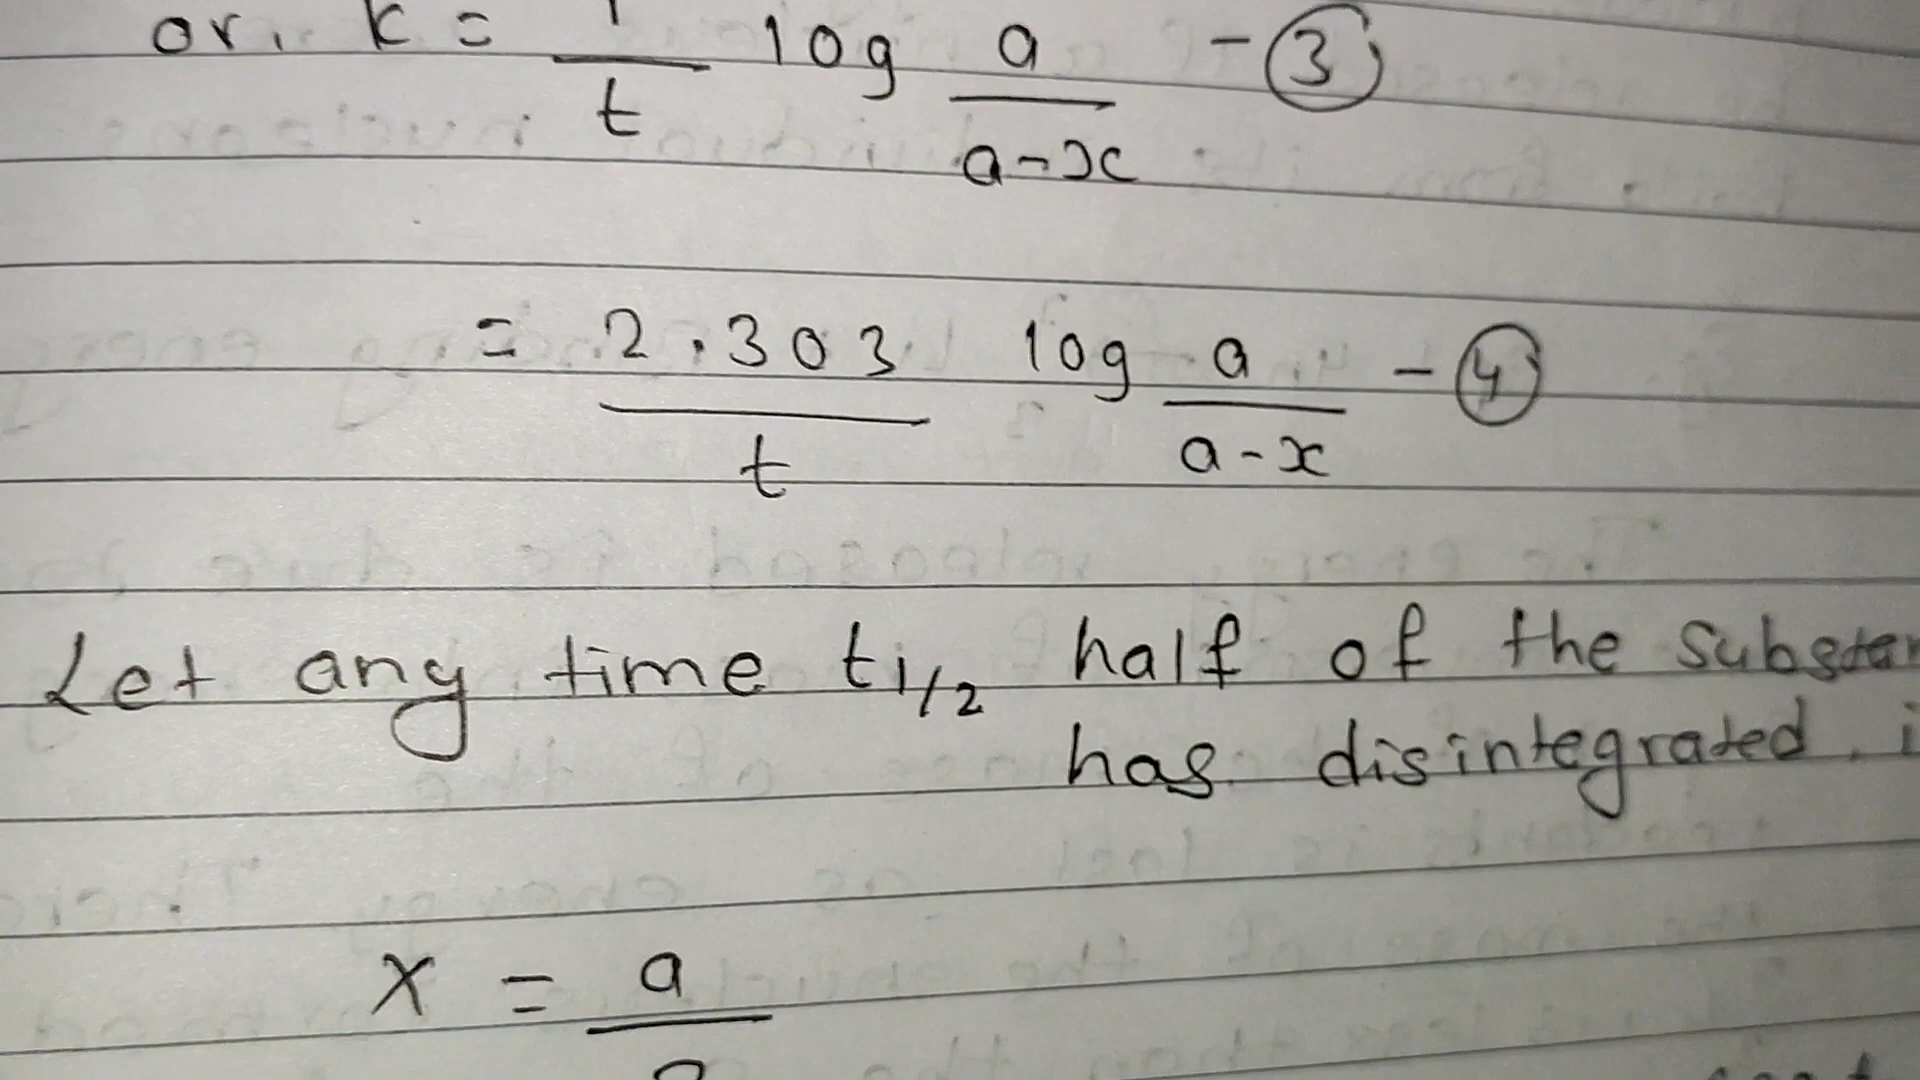 or, k = 1/t log a/a-x - ③
= 2.303/t log a/a-x - ④
Let any time t1/2 half of the
has disintegrated.
x = a